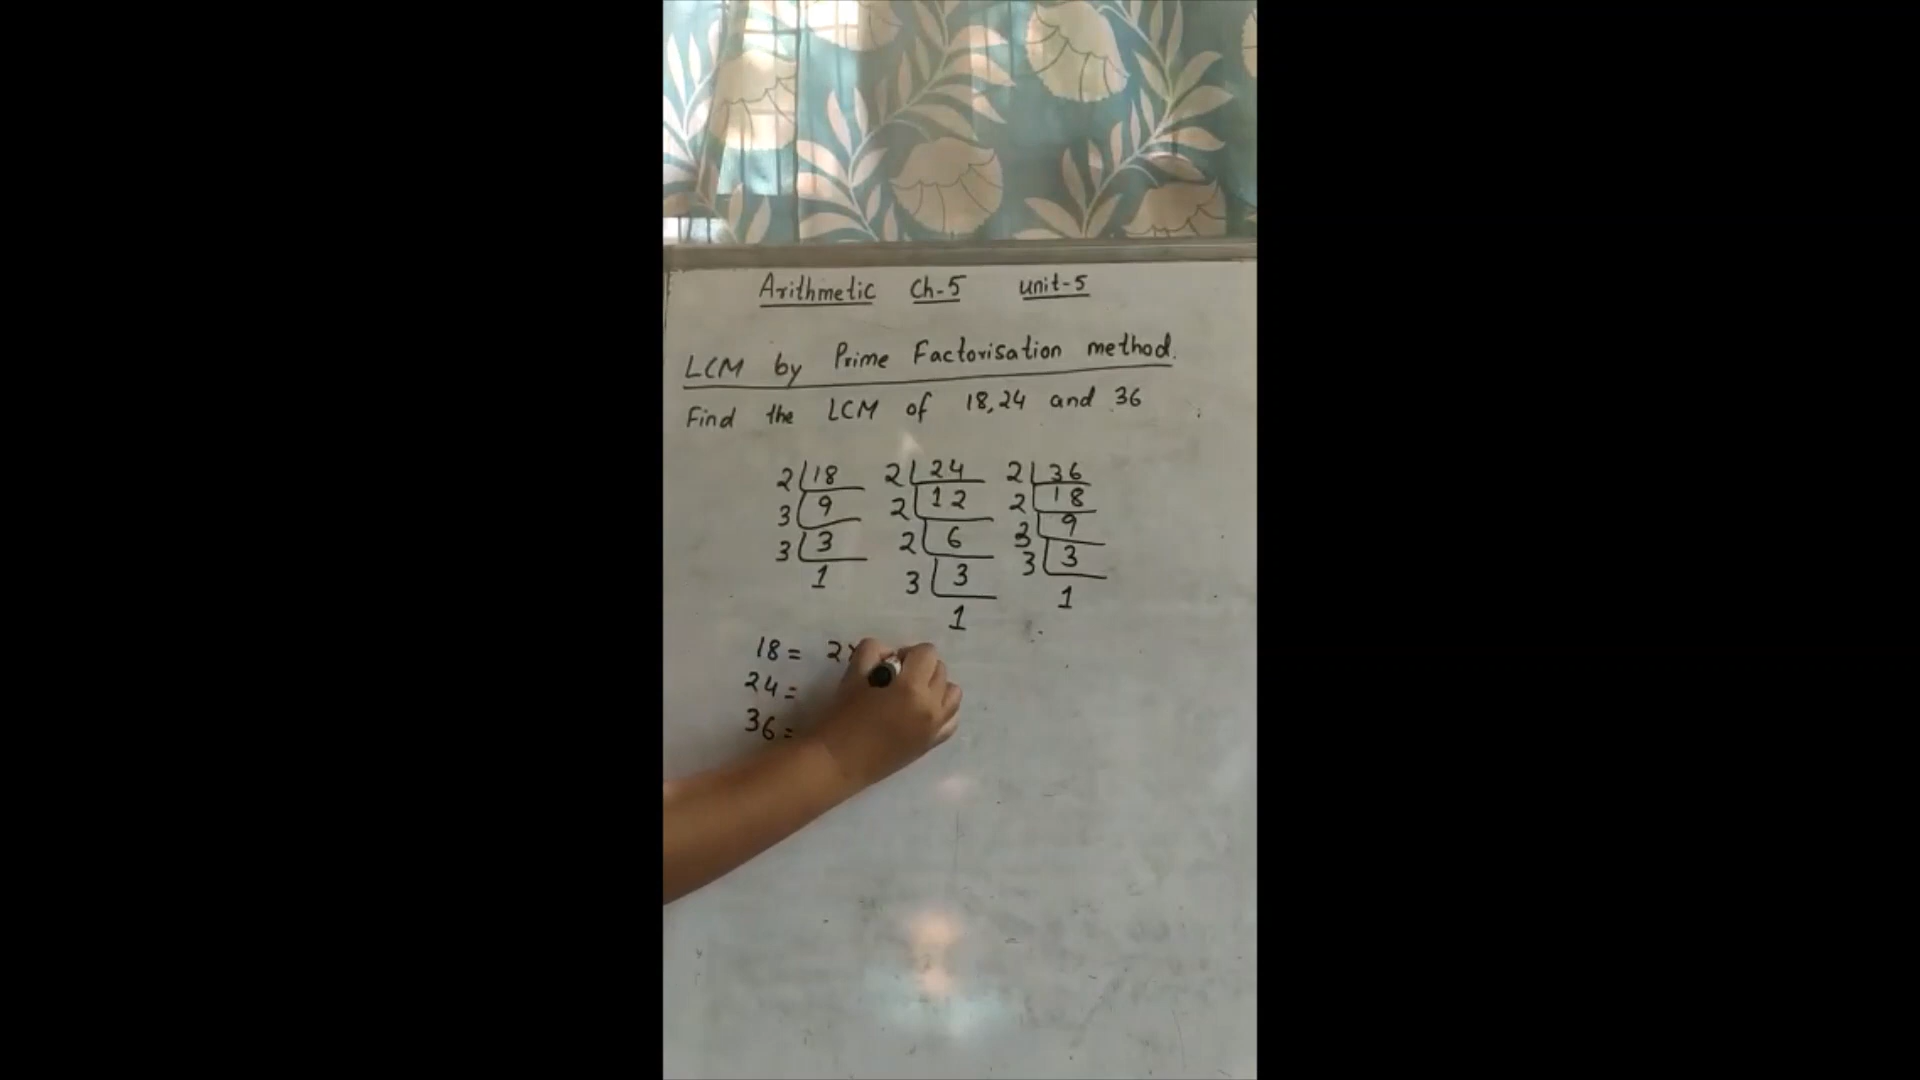 Arithmetic Ch-5 unit-5
LCM by Prime Factorisation method.
Find the LCM of 18, 24 and 36
2 18 2 24 2 36
3 9 2 12 2 18
3 3 2 6 3 9
1 3 3 3 3
1 1
18 = 2×
24 =
36 =